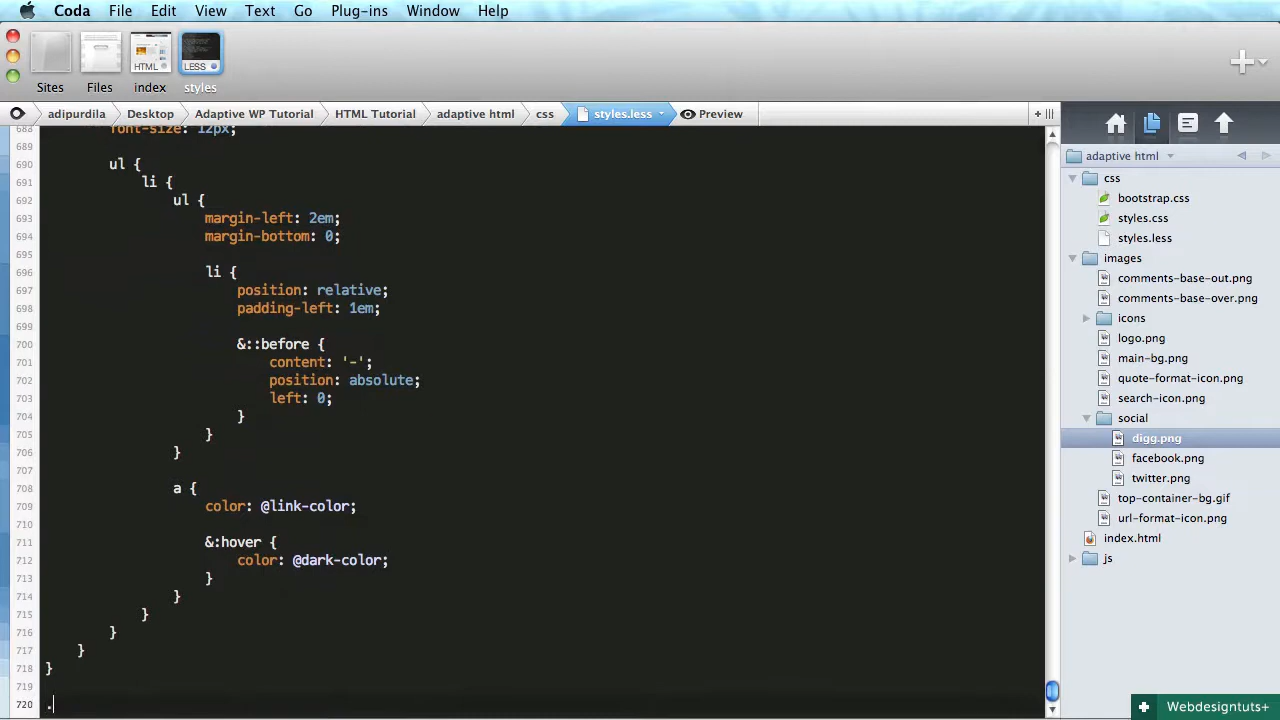 Coda File Edit View Text Go Plug-ins Window Help
HTML LESS
Sites Files index styles
adipurdila Desktop Adaptive WP Tutorial HTML Tutorial adaptive html css styles.less Preview
adaptive html
css
bootstrap.css
styles.css
styles.less
images
comments-base-out.png
comments-base-over.png
icons
logo.png
main-bg.png
quote-format-icon.png
search-icon.png
social
digg.png
facebook.png
twitter.png
top-container-bg.gif
url-format-icon.png
index.html
js
688 font-size: 12px;
689
690 ul {
691 li {
692 ul {
693 margin-left: 2em;
694 margin-bottom: 0;
695
696 li {
697 position: relative;
698 padding-left: 1em;
699
700 &::before {
701 content: '-';
702 position: absolute;
703 left: 0;
704 }
705 }
706 }
707
708 a {
709 color: @link-color;
710
711 &:hover {
712 color: @dark-color;
713 }
714 }
715 }
716 }
717 }
718 }
719
720 .
Webdesigntuts+